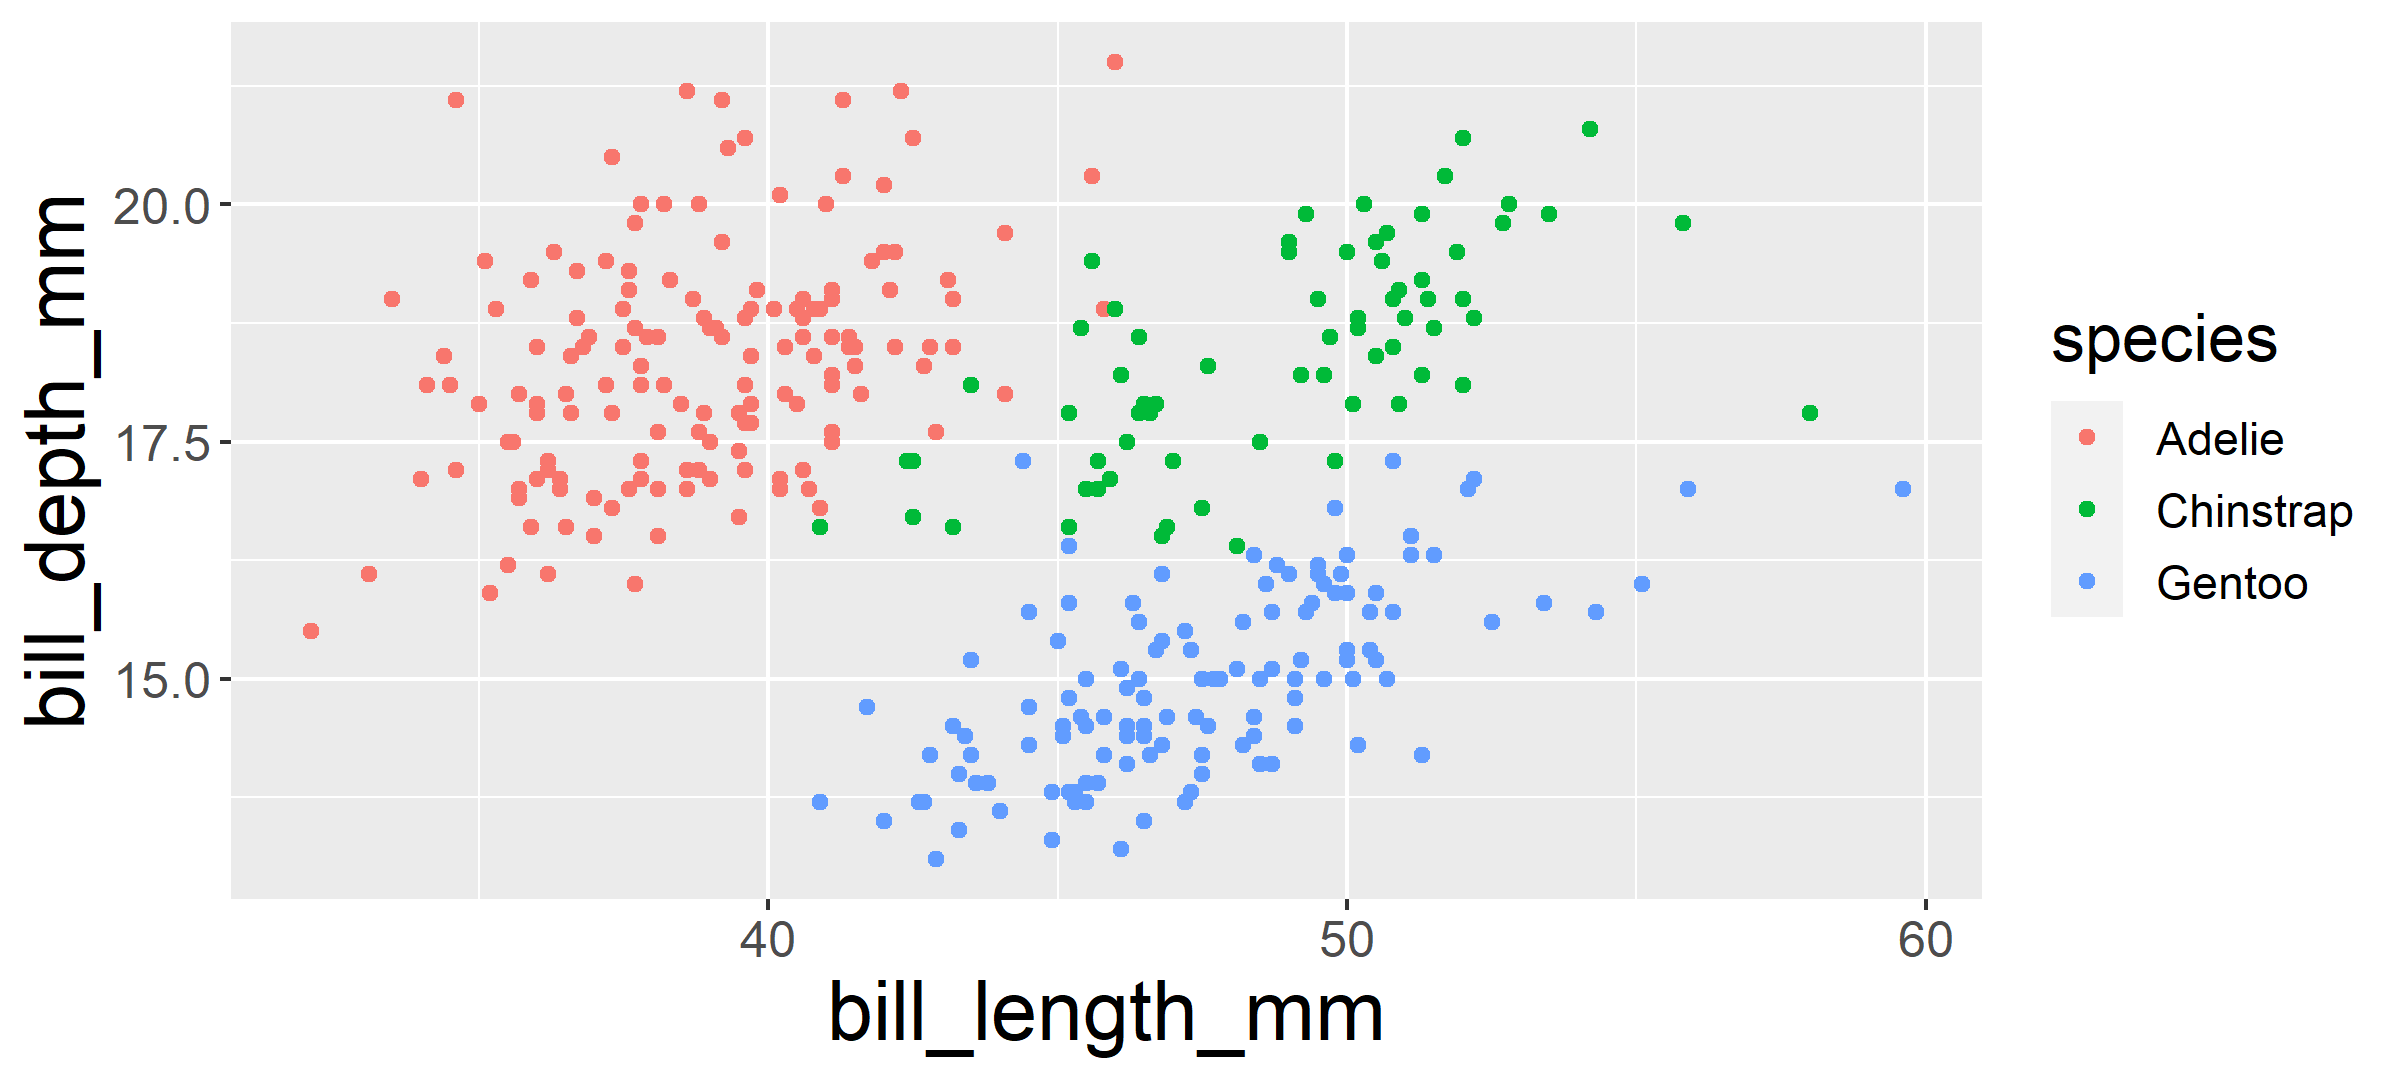 bill_depth_mm
20.0
17.5
15.0
40 50 60
bill_length_mm
species
Adelie
Chinstrap
Gentoo